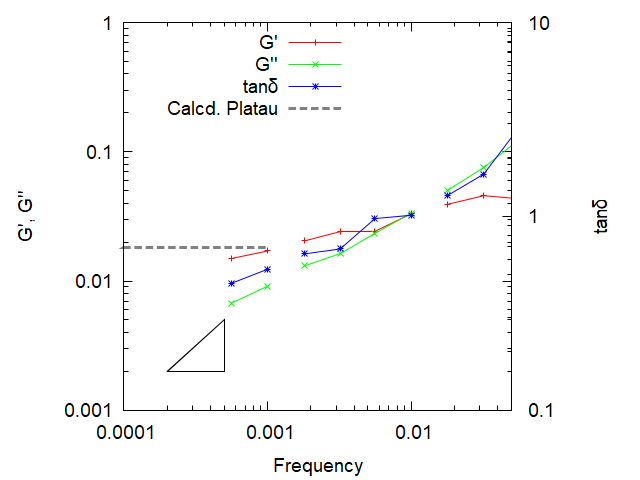 1
10
G'
G''
tanδ
Calcd. Platau
0.1
G', G''
1
tanδ
0.01
0.001
0.1
0.0001
0.001
0.01
Frequency